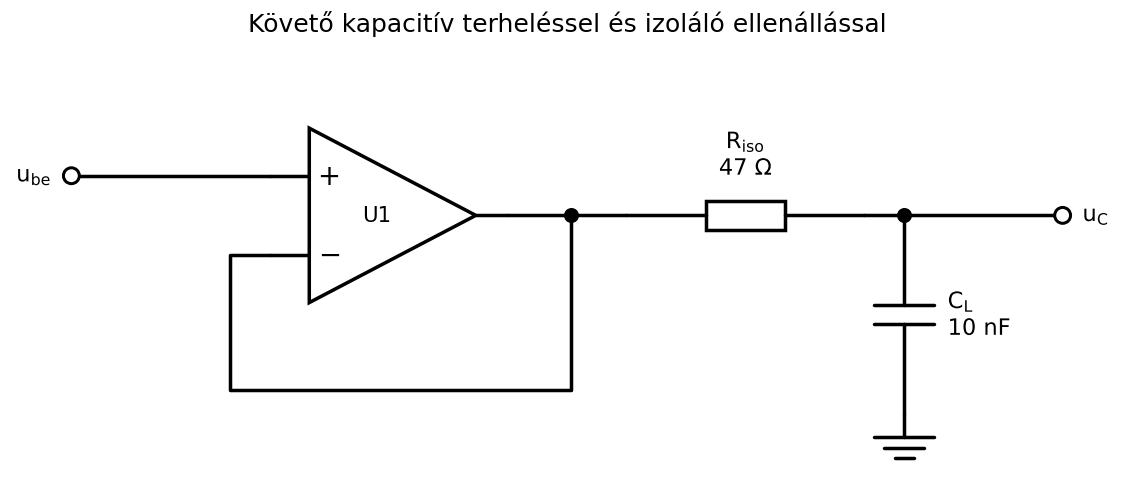 Követő kapacitív terheléssel és izoláló ellenállással
R_iso
47 Ω
u_be
+
U1
−
u_C
C_L
10 nF